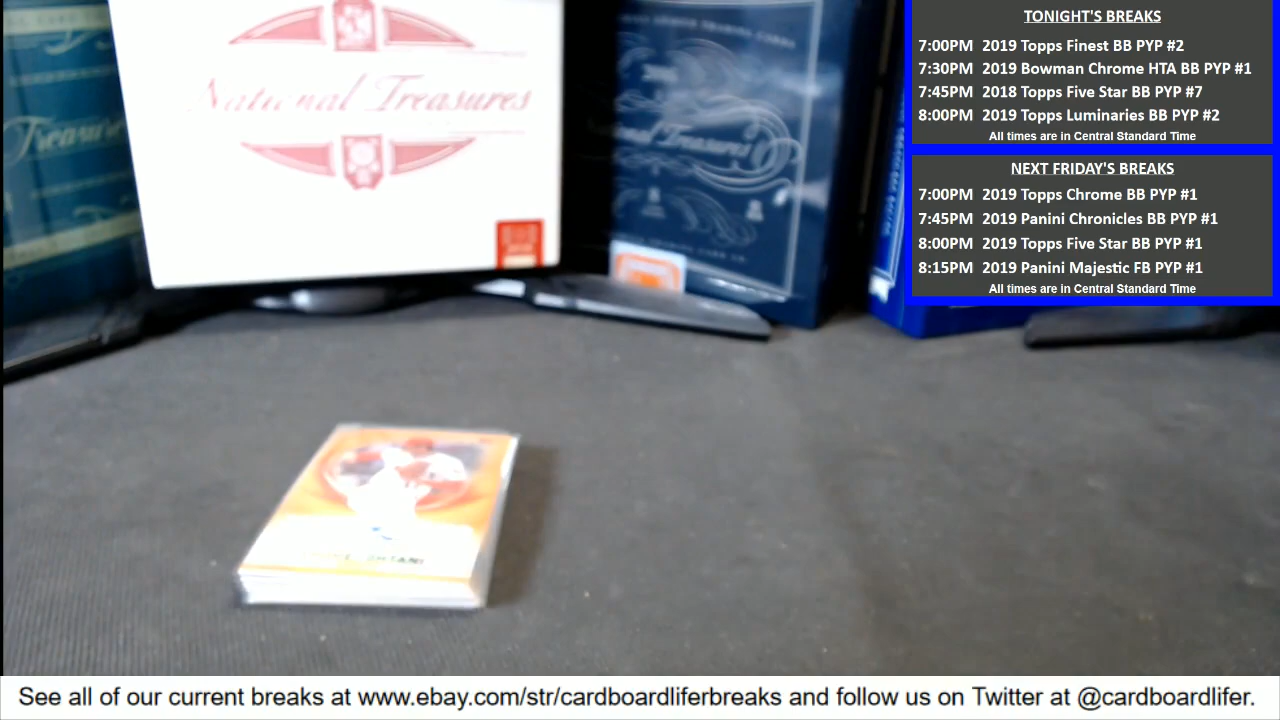 TONIGHT'S BREAKS
7:00PM 2019 Topps Finest BB PYP #2
7:30PM 2019 Bowman Chrome HTA BB PYP #1
7:45PM 2018 Topps Five Star BB PYP #7
8:00PM 2019 Topps Luminaries BB PYP #2
All times are in Central Standard Time
NEXT FRIDAY'S BREAKS
7:00PM 2019 Topps Chrome BB PYP #1
7:45PM 2019 Panini Chronicles BB PYP #1
8:00PM 2019 Topps Five Star BB PYP #1
8:15PM 2019 Panini Majestic FB PYP #1
All times are in Central Standard Time
National Treasures
Treasures
See all of our current breaks at www.ebay.com/str/cardboardliferbreaks and follow us on Twitter at @cardboardlifer.